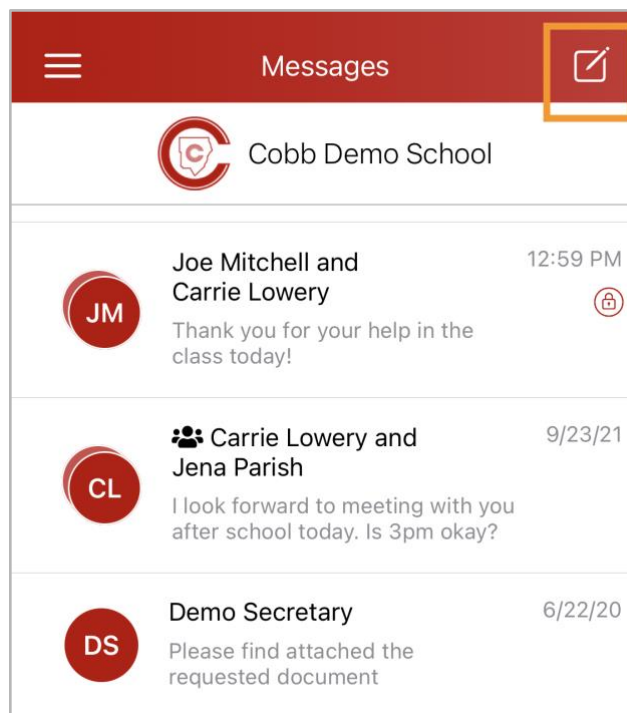 Messages
C
Cobb Demo School
Joe Mitchell and
Carrie Lowery
12:59 PM
JM
Thank you for your help in the
class today!
Carrie Lowery and
Jena Parish
9/23/21
CL
I look forward to meeting with you
after school today. Is 3pm okay?
Demo Secretary
6/22/20
DS
Please find attached the
requested document